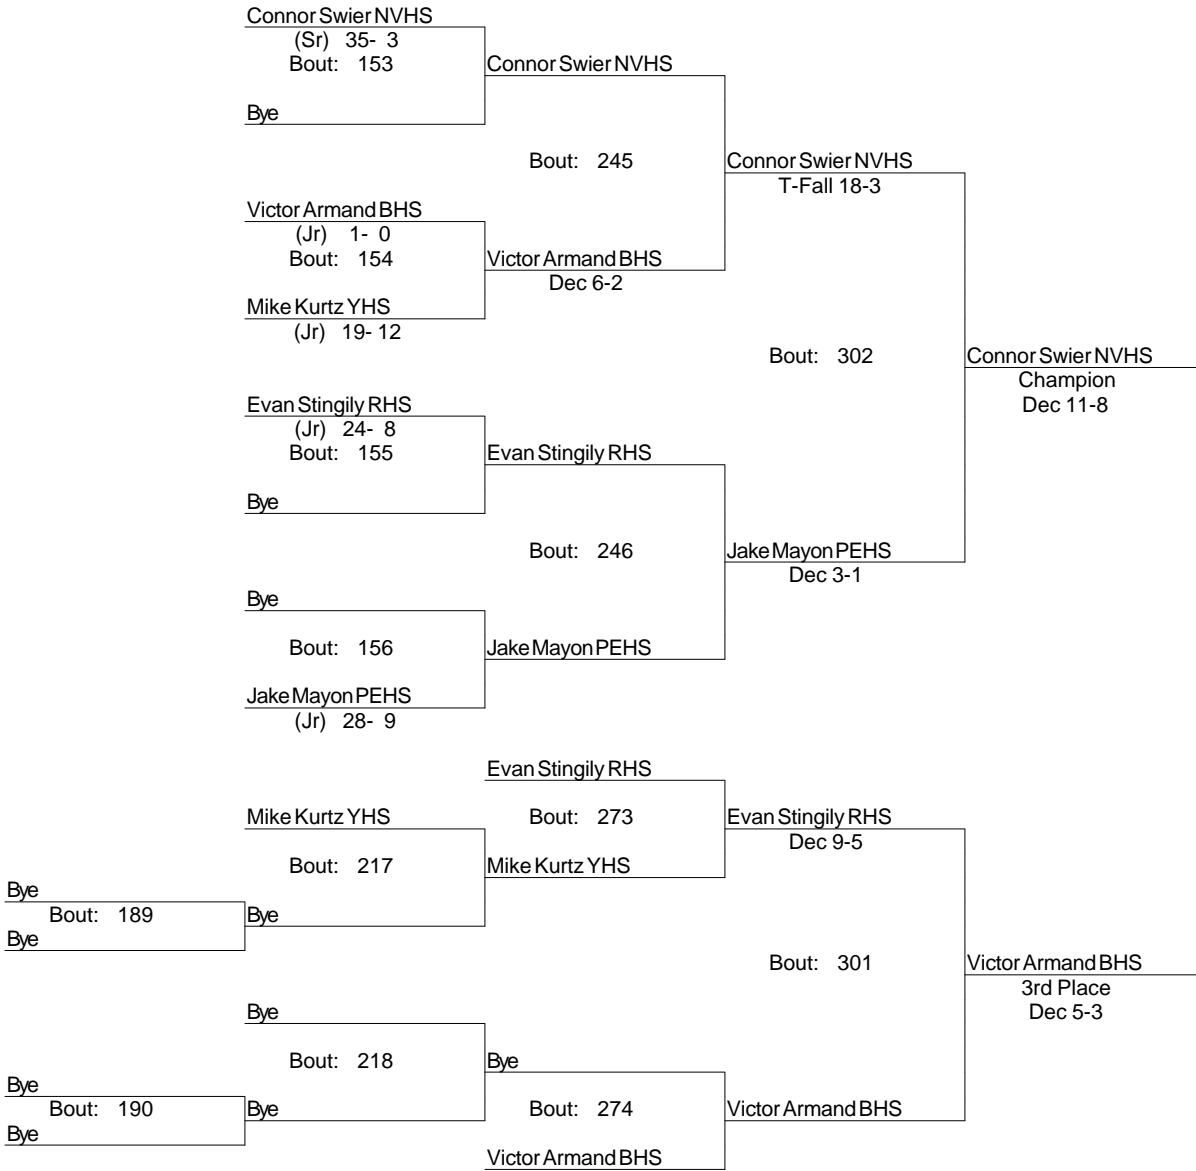 Connor Swier NVHS
(Sr) 35- 3
Bout: 153
Connor Swier NVHS
Bye
Bout: 245
Connor Swier NVHS
T-Fall 18-3
Victor Armand BHS
(Jr) 1- 0
Bout: 154
Victor Armand BHS
Dec 6-2
Mike Kurtz YHS
(Jr) 19- 12
Bout: 302
Connor Swier NVHS
Champion
Dec 11-8
Evan Stingily RHS
(Jr) 24- 8
Bout: 155
Evan Stingily RHS
Bye
Bout: 246
Jake Mayon PEHS
Dec 3-1
Bye
Bout: 156
Jake Mayon PEHS
Jake Mayon PEHS
(Jr) 28- 9
Evan Stingily RHS
Mike Kurtz YHS
Bout: 273
Evan Stingily RHS
Dec 9-5
Bout: 217
Mike Kurtz YHS
Bye
Bout: 189
Bye
Bye
Bout: 301
Victor Armand BHS
3rd Place
Dec 5-3
Bye
Bout: 218
Bye
Bye
Bout: 190
Bye
Bye
Bout: 274
Victor Armand BHS
Victor Armand BHS